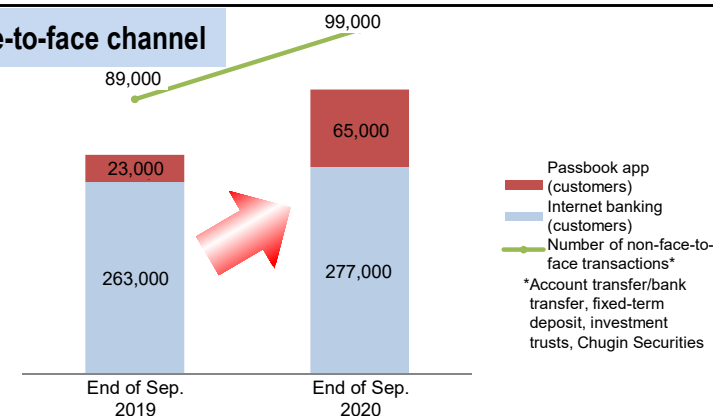 e-to-face channel
99,000
89,000
65,000
23,000
263,000
277,000
End of Sep.
2019
End of Sep.
2020
Passbook app
(customers)
Internet banking
(customers)
Number of non-face-to-
face transactions*
*Account transfer/bank
transfer, fixed-term
deposit, investment
trusts, Chugin Securities